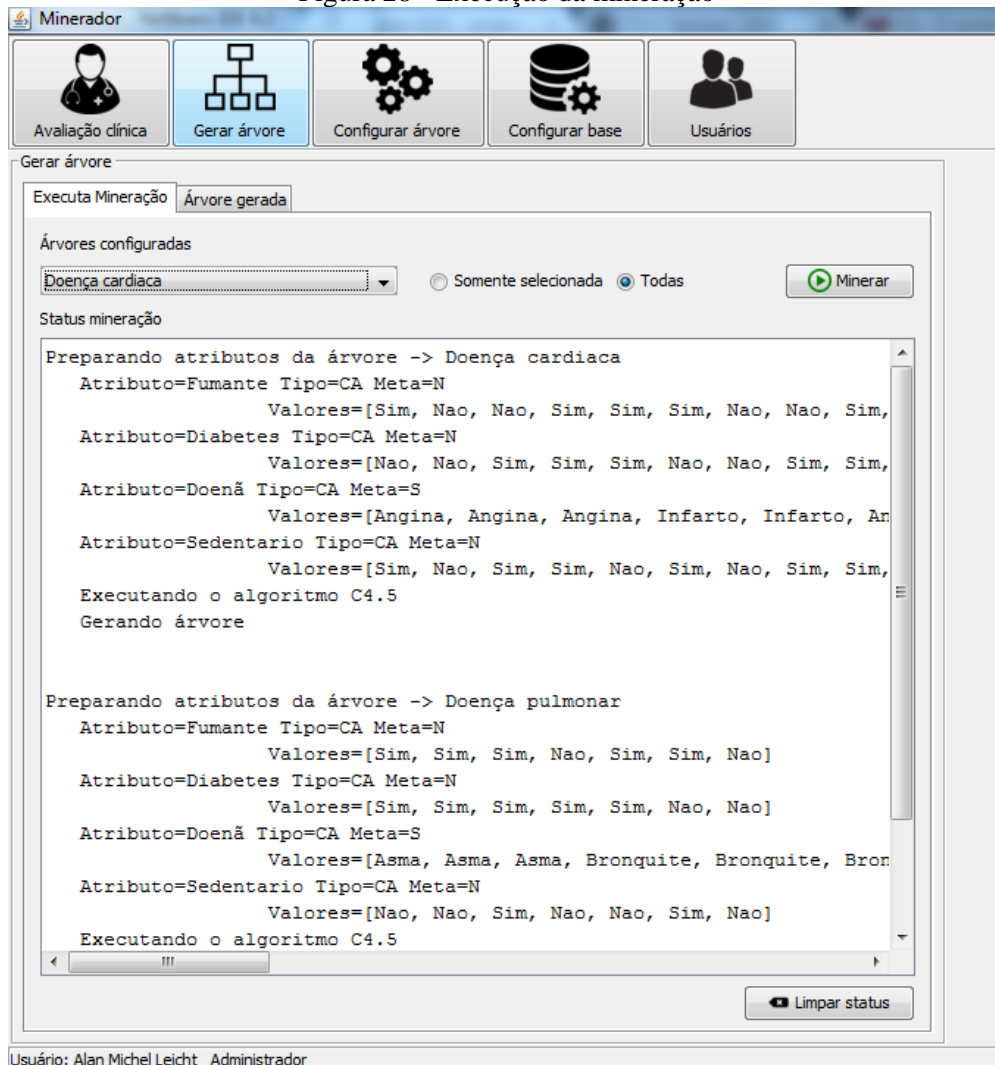 Figura 28 - Execução da mineração
Minerador
Avaliação clínica
Gerar árvore
Configurar árvore
Configurar base
Usuários
Gerar árvore
Executa Mineração
Árvore gerada
Árvores configuradas
Doença cardiaca
Somente selecionada
Todas
Minerar
Status mineração
Preparando atributos da árvore -> Doença cardiaca
Atributo=Fumante Tipo=CA Meta=N
Valores=[Sim, Nao, Nao, Sim, Sim, Sim, Nao, Nao, Sim,
Atributo=Diabetes Tipo=CA Meta=N
Valores=[Nao, Nao, Sim, Sim, Sim, Nao, Nao, Sim, Sim,
Atributo=Doenã Tipo=CA Meta=S
Valores=[Angina, Angina, Angina, Infarto, Infarto, An
Atributo=Sedentario Tipo=CA Meta=N
Valores=[Sim, Nao, Sim, Sim, Nao, Sim, Nao, Sim, Sim,
Executando o algoritmo C4.5
Gerando árvore
Preparando atributos da árvore -> Doença pulmonar
Atributo=Fumante Tipo=CA Meta=N
Valores=[Sim, Sim, Sim, Nao, Sim, Sim, Nao]
Atributo=Diabetes Tipo=CA Meta=N
Valores=[Sim, Sim, Sim, Sim, Sim, Nao, Nao]
Atributo=Doenã Tipo=CA Meta=S
Valores=[Asma, Asma, Asma, Bronquite, Bronquite, Bron
Atributo=Sedentario Tipo=CA Meta=N
Valores=[Nao, Nao, Sim, Nao, Nao, Sim, Nao]
Executando o algoritmo C4.5
Limpar status
Usuário: Alan Michel Leicht Administrador